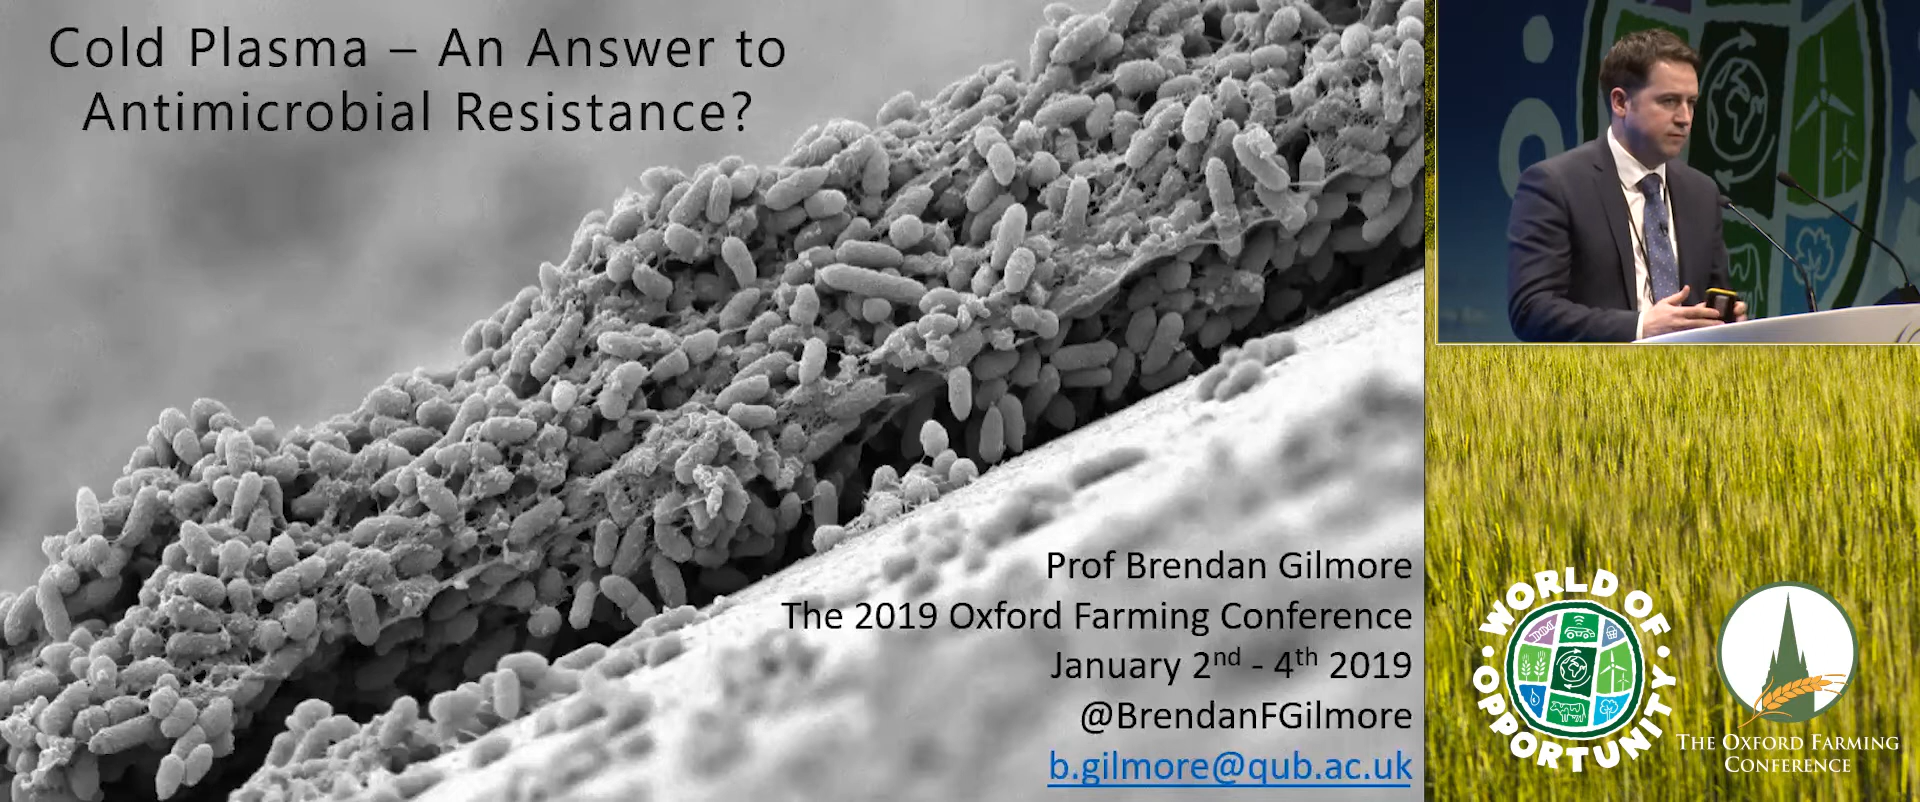 Cold Plasma – An Answer to
Antimicrobial Resistance?
Prof Brendan Gilmore
The 2019 Oxford Farming Conference
January 2nd - 4th 2019
@BrendanFGilmore
b.gilmore@qub.ac.uk
WORLD OF
OPPORTUNITY
THE OXFORD FARMING
CONFERENCE